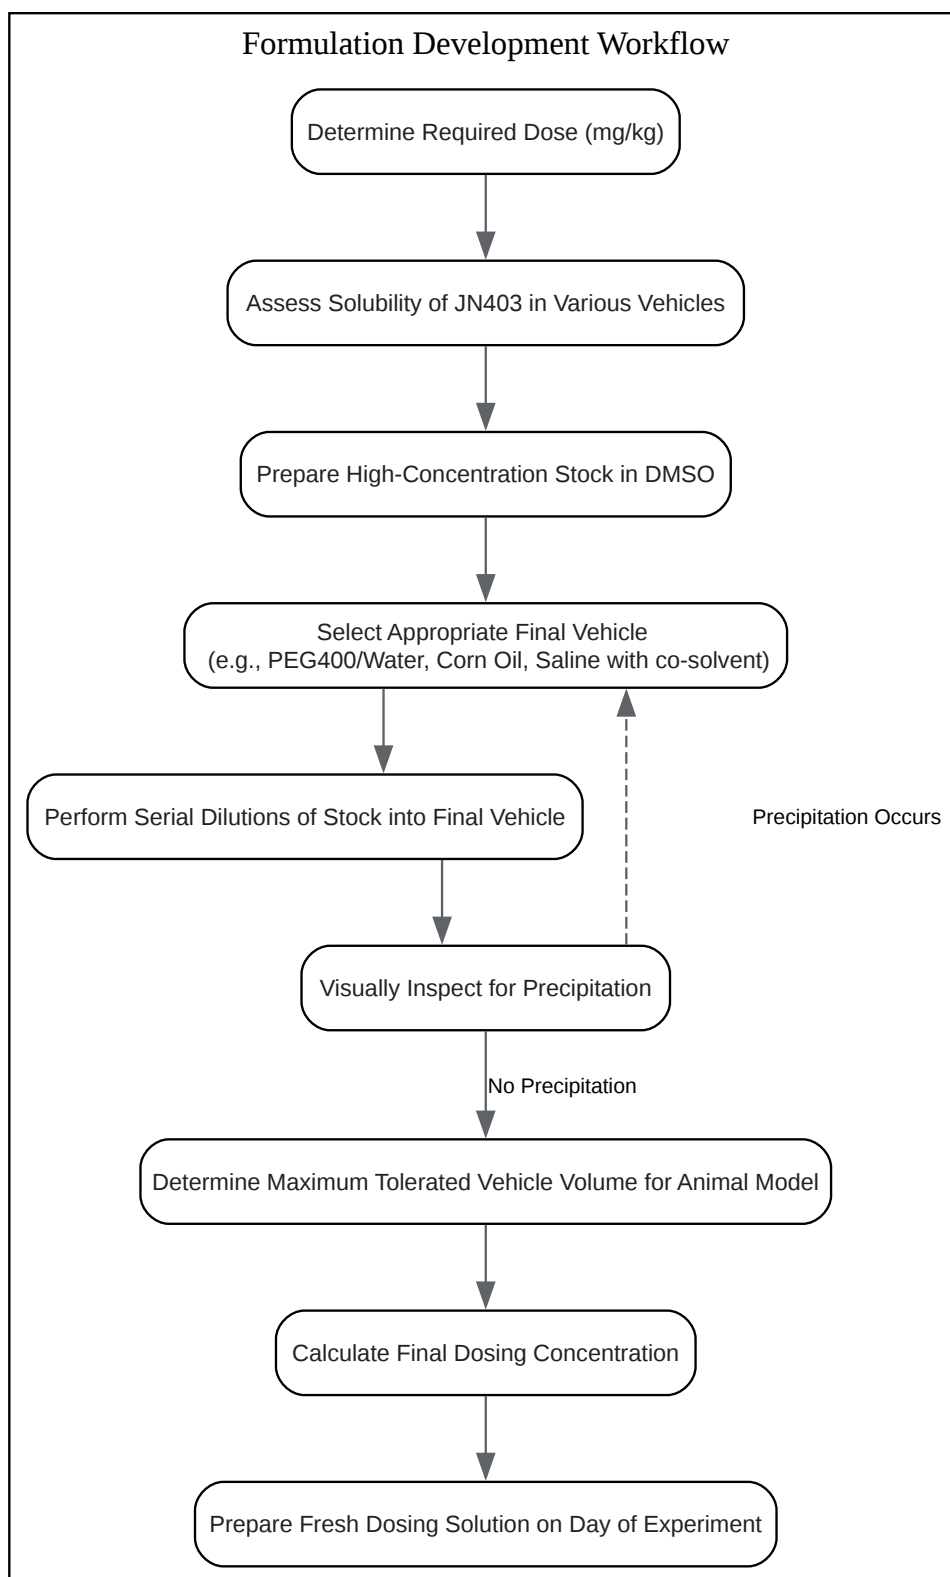 Formulation Development Workflow
Determine Required Dose (mg/kg)
Assess Solubility of JN403 in Various Vehicles
Prepare High-Concentration Stock in DMSO
Select Appropriate Final Vehicle
(e.g., PEG400/Water, Corn Oil, Saline with co-solvent)
Perform Serial Dilutions of Stock into Final Vehicle
Precipitation Occurs
Visually Inspect for Precipitation
No Precipitation
Determine Maximum Tolerated Vehicle Volume for Animal Model
Calculate Final Dosing Concentration
Prepare Fresh Dosing Solution on Day of Experiment